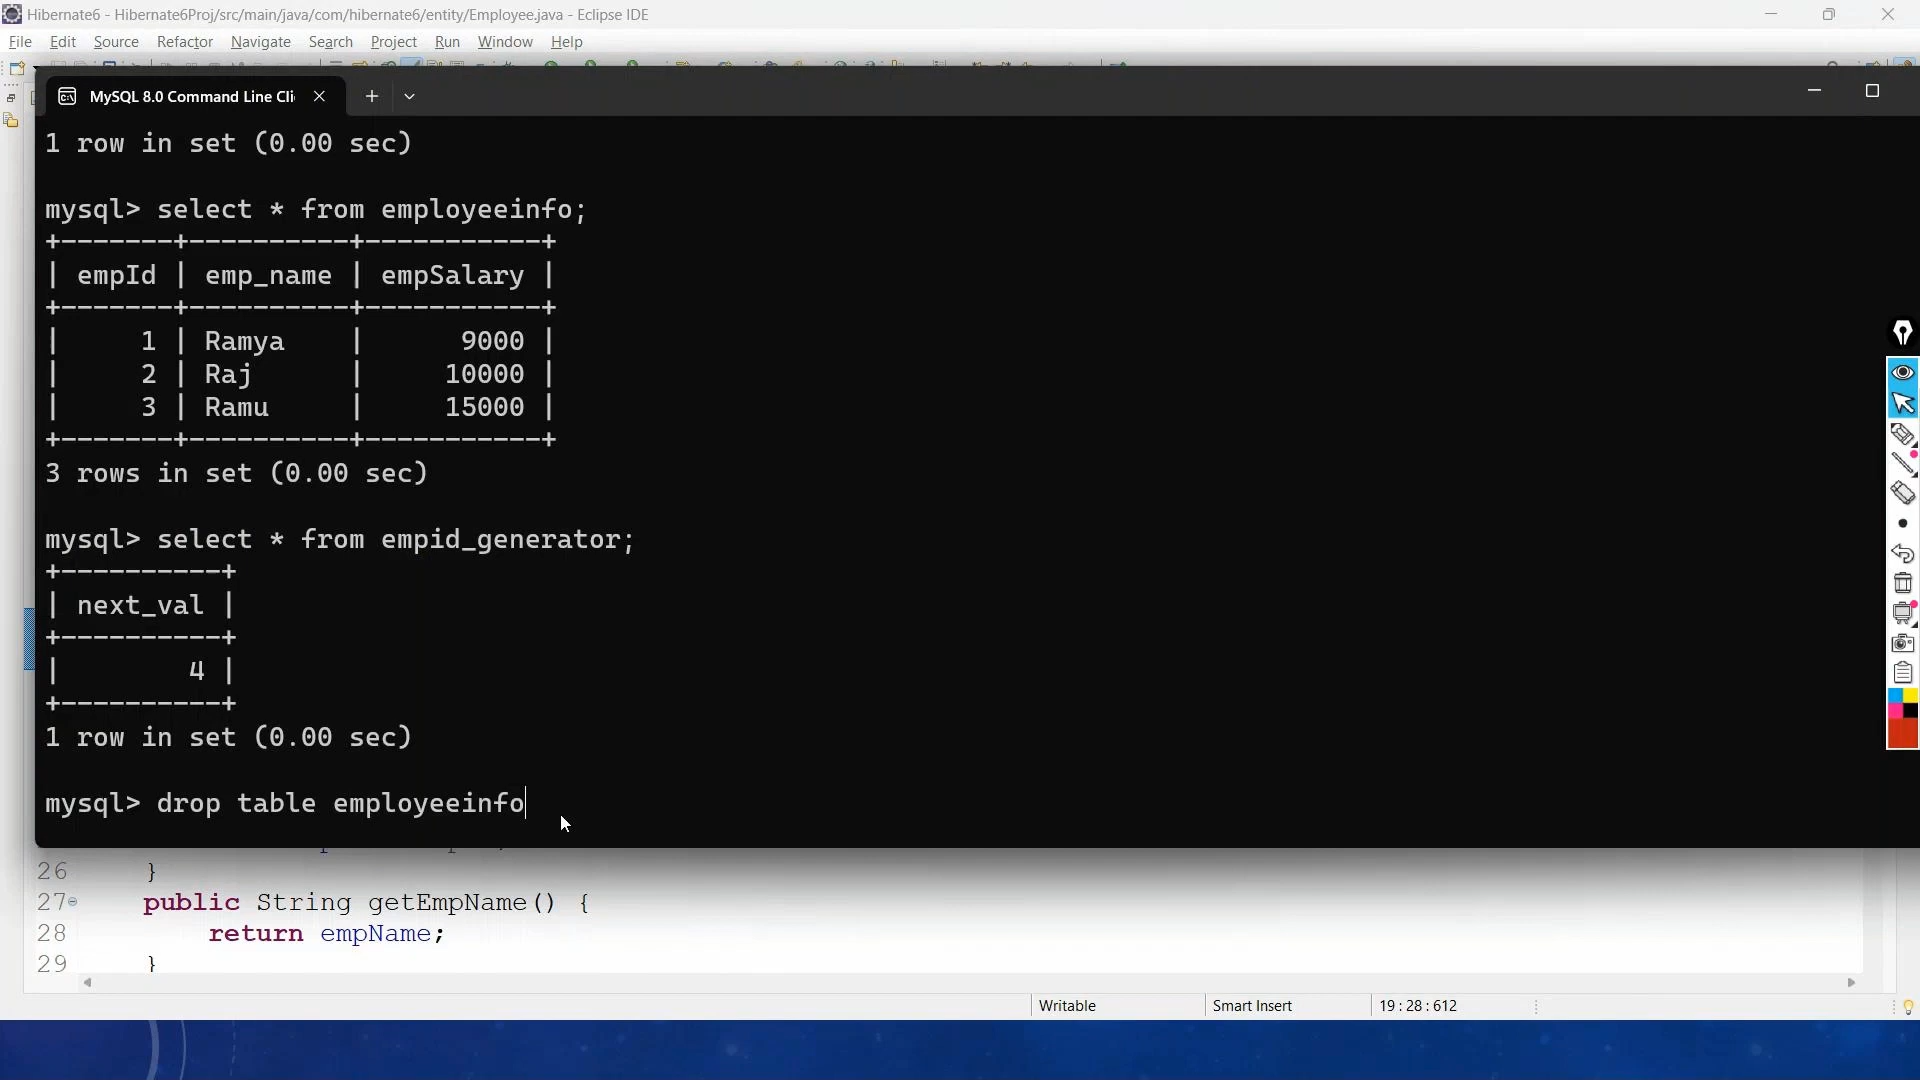 Hibernate6 - Hibernate6Proj/src/main/java/com/hibernate6/entity/Employee.java - Eclipse IDE
File Edit Source Refactor Navigate Search Project Run Window Help
MySQL 8.0 Command Line Cli
1 row in set (0.00 sec)
mysql> select * from employeeinfo;
+-------+----------+-----------+
| empId | emp_name | empSalary |
+-------+----------+-----------+
| 1 | Ramya | 9000 |
| 2 | Raj | 10000 |
| 3 | Ramu | 15000 |
+-------+----------+-----------+
3 rows in set (0.00 sec)
mysql> select * from empid_generator;
+----------+
| next_val |
+----------+
| 4 |
+----------+
1 row in set (0.00 sec)
mysql> drop table employeeinfo
26 }
27 public String getEmpName() {
28 return empName;
29 }
Writable Smart Insert 19 : 28 : 612